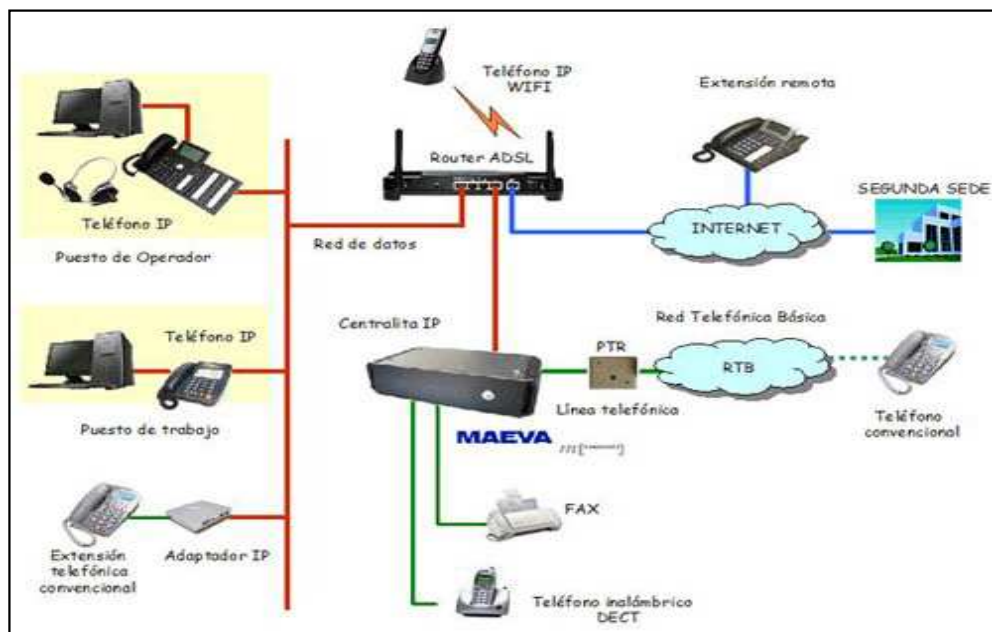 Teléfono IP
WIFI
Extensión remota
Router ADSL
SEGUNDA SEDE
Teléfono IP
INTERNET
Red de datos
Puesto de Operador
Centralita IP
Red Telefónica Básica
Teléfono IP
PTR
RTB
Línea telefónica
Teléfono
convencional
Puesto de trabajo
MAEVA
FAX
Extensión
telefónica
convencional
Adaptador IP
Teléfono inalámbrico
DECT